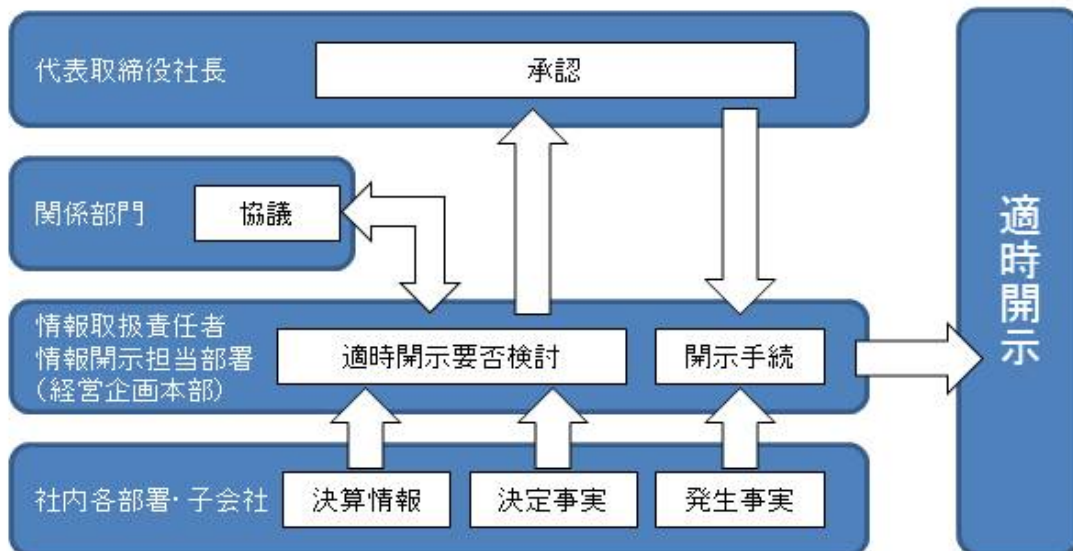 代表取締役社長
承認
関係部門
協議
情報取扱責任者
情報開示担当部署
(経営企画本部)
適時開示要否検討
開示手続
社内各部署・子会社
決算情報
決定事実
発生事実
適時開示